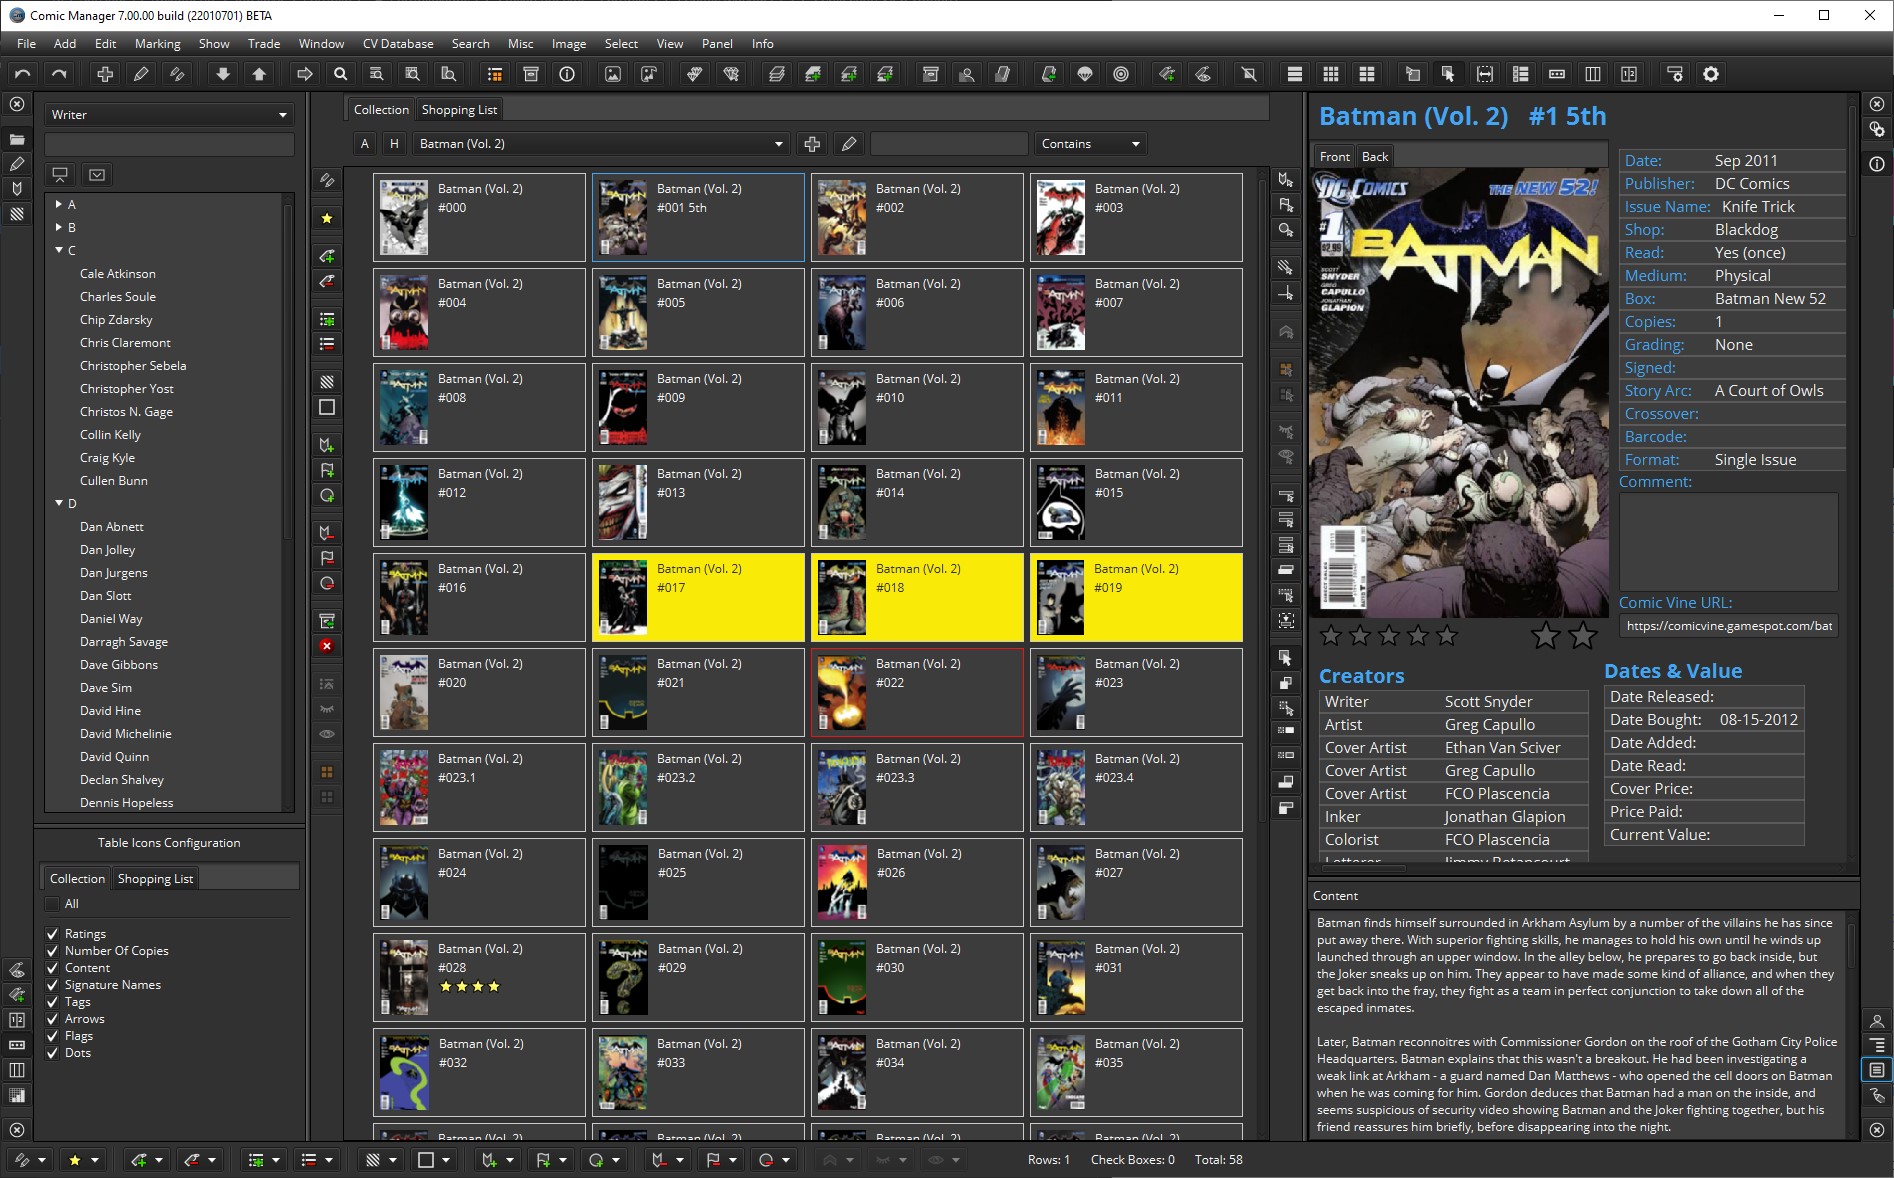 Comic Manager 7.00.00 build (22010701) BETA
File Add Edit Marking Show Trade Window CV Database Search Misc Image Select View Panel Info
Writer
A
B
C
Cale Atkinson
Charles Soule
Chip Zdarsky
Chris Claremont
Christopher Sebela
Christopher Yost
Christos N. Gage
Collin Kelly
Craig Kyle
Cullen Bunn
D
Dan Abnett
Dan Jolley
Dan Jurgens
Dan Slott
Daniel Way
Darragh Savage
Dave Gibbons
Dave Sim
David Hine
David Michelinie
David Quinn
Declan Shalvey
Dennis Hopeless
Table Icons Configuration
Collection Shopping List
All
Ratings
Number Of Copies
Content
Signature Names
Tags
Arrows
Flags
Dots
Collection Shopping List
A H Batman (Vol. 2) Contains
Batman (Vol. 2) Batman (Vol. 2) Batman (Vol. 2) Batman (Vol. 2)
#000 #001 5th #002 #003
Batman (Vol. 2) Batman (Vol. 2) Batman (Vol. 2) Batman (Vol. 2)
#004 #005 #006 #007
Batman (Vol. 2) Batman (Vol. 2) Batman (Vol. 2) Batman (Vol. 2)
#008 #009 #010 #011
Batman (Vol. 2) Batman (Vol. 2) Batman (Vol. 2) Batman (Vol. 2)
#012 #013 #014 #015
Batman (Vol. 2) Batman (Vol. 2) Batman (Vol. 2) Batman (Vol. 2)
#016 #017 #018 #019
Batman (Vol. 2) Batman (Vol. 2) Batman (Vol. 2) Batman (Vol. 2)
#020 #021 #022 #023
Batman (Vol. 2) Batman (Vol. 2) Batman (Vol. 2) Batman (Vol. 2)
#023.1 #023.2 #023.3 #023.4
Batman (Vol. 2) Batman (Vol. 2) Batman (Vol. 2) Batman (Vol. 2)
#024 #025 #026 #027
Batman (Vol. 2) Batman (Vol. 2) Batman (Vol. 2) Batman (Vol. 2)
#028 #029 #030 #031
Batman (Vol. 2) Batman (Vol. 2) Batman (Vol. 2) Batman (Vol. 2)
#032 #033 #034 #035
Batman (Vol. 2) Batman (Vol. 2) Batman (Vol. 2) Batman (Vol. 2)
Batman (Vol. 2) #1 5th
Front Back
DC COMICS THE NEW 52!
#1
$2.99
BATMAN
SCOTT
SNYDER
GREG
CAPULLO
JONATHAN
GLAPION
Date: Sep 2011
Publisher: DC Comics
Issue Name: Knife Trick
Shop: Blackdog
Read: Yes (once)
Medium: Physical
Box: Batman New 52
Copies: 1
Grading: None
Signed:
Story Arc: A Court of Owls
Crossover:
Barcode:
Format: Single Issue
Comment:
Comic Vine URL:
https://comicvine.gamespot.com/bat
Creators
Writer Scott Snyder
Artist Greg Capullo
Cover Artist Ethan Van Sciver
Cover Artist Greg Capullo
Cover Artist FCO Plascencia
Inker Jonathan Glapion
Colorist FCO Plascencia
Letterer Jimmy Betancourt
Dates & Value
Date Released:
Date Bought: 08-15-2012
Date Added:
Date Read:
Cover Price:
Price Paid:
Current Value:
Content
Batman finds himself surrounded in Arkham Asylum by a number of the villains he has since
put away there. With superior fighting skills, he manages to hold his own until he winds up
launched through an upper window. In the alley below, he prepares to go back inside, but
the Joker sneaks up on him. They appear to have made some kind of alliance, and when they
get back into the fray, they fight as a team in perfect conjunction to take down all of the
escaped inmates.
Later, Batman reconnoitres with Commissioner Gordon on the roof of the Gotham City Police
Headquarters. Batman explains that this wasn't a breakout. He had been investigating a
weak link at Arkham - a guard named Dan Matthews - who opened the cell doors on Batman
when he was coming for him. Gordon deduces that Batman had a man on the inside, and
seems suspicious of security video showing Batman and the Joker fighting together, but his
friend reassures him briefly, before disappearing into the night.
Rows: 1 Check Boxes: 0 Total: 58